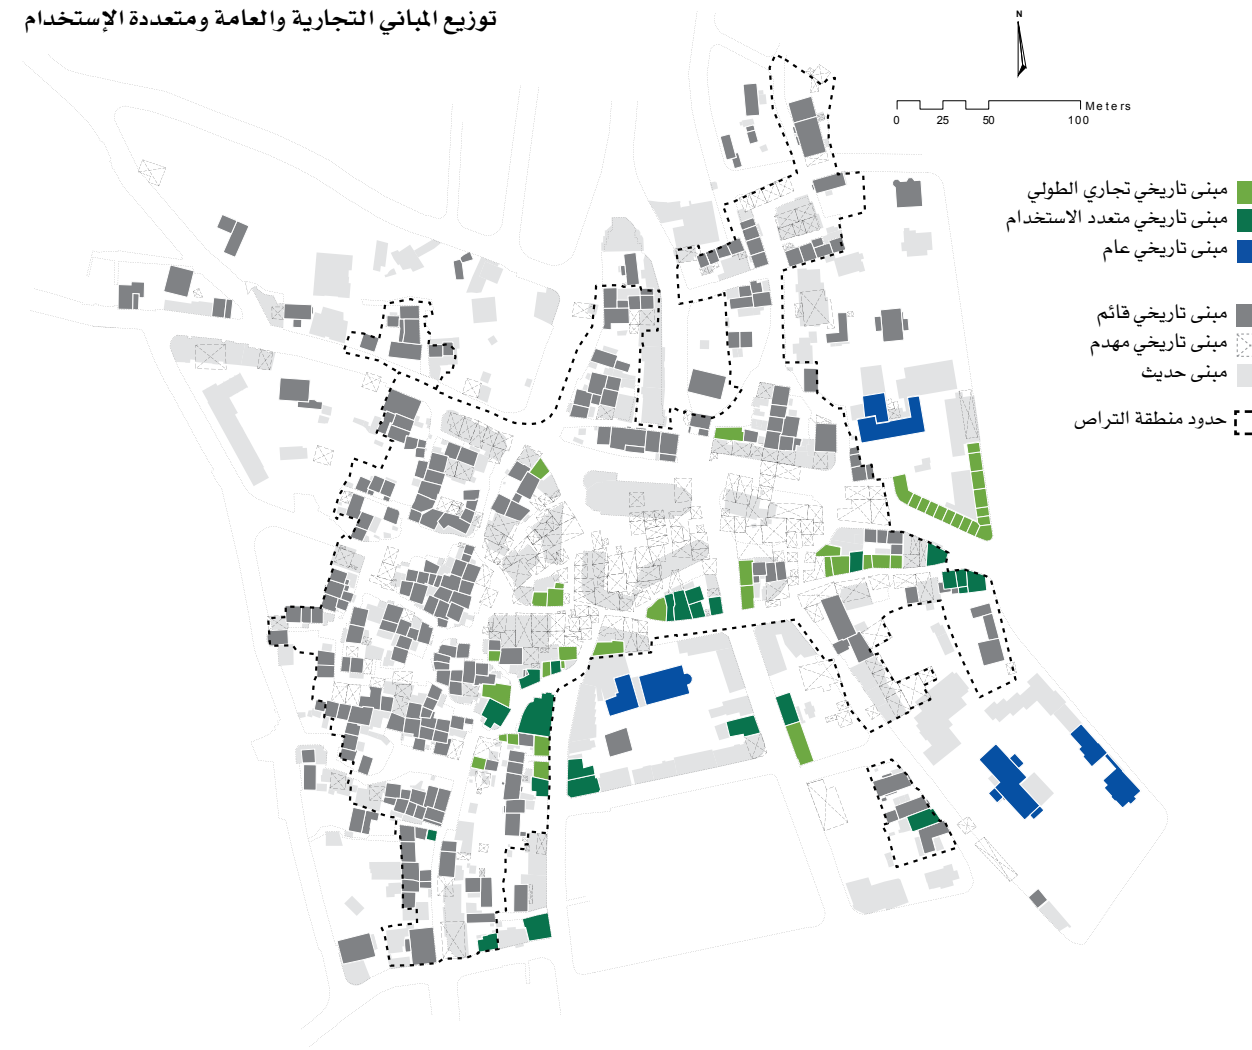 توزيع المباني التجارية والعامة ومتعددة الإستخدام
N
Meters
0 25 50 100
مبنى تاريخي تجاري الطولي
مبنى تاريخي متعدد الاستخدام
مبنى تاريخي عام
مبنى تاريخي قائم
مبنى تاريخي مهدم
مبنى حديث
حدود منطقة التراص